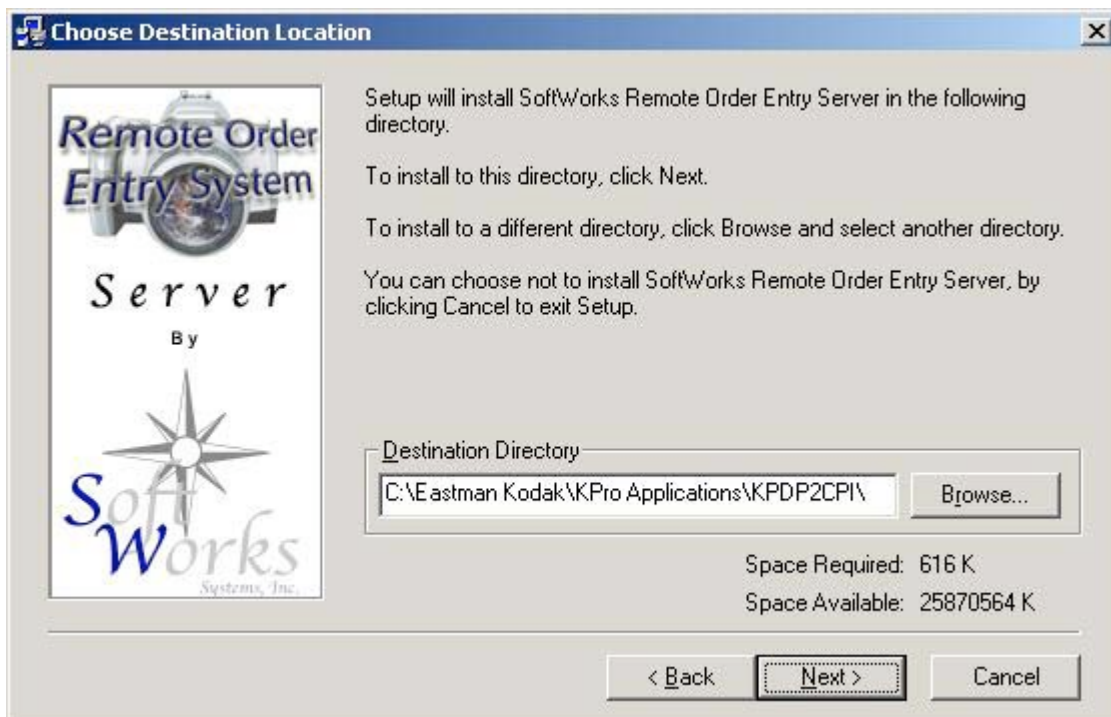 Choose Destination Location
Remote Order
Entry System
Server
By
Soft
Works
Systems, Inc.
Setup will install SoftWorks Remote Order Entry Server in the following
directory.
To install to this directory, click Next.
To install to a different directory, click Browse and select another directory.
You can choose not to install SoftWorks Remote Order Entry Server, by
clicking Cancel to exit Setup.
Destination Directory
C:\Eastman Kodak\KPro Applications\KPDP2CPI\
Browse...
Space Required: 616 K
Space Available: 25870564 K
< Back
Next >
Cancel